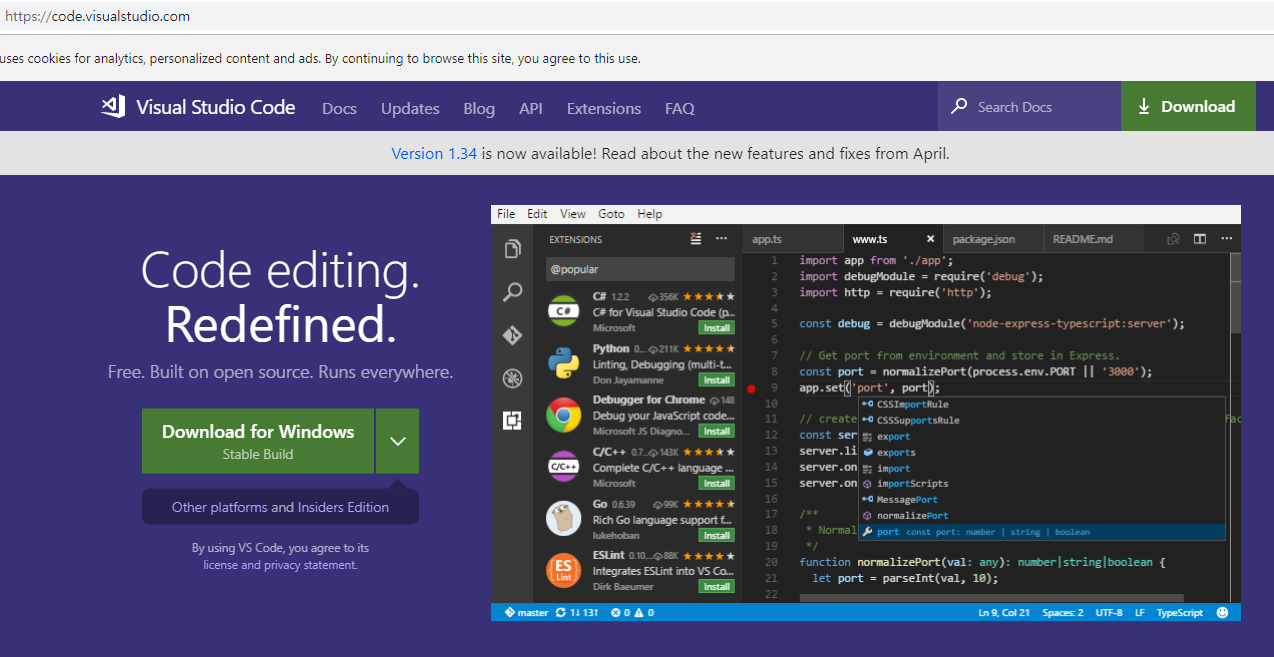 https://code.visualstudio.com
uses cookies for analytics, personalized content and ads. By continuing to browse this site, you agree to this use.
Visual Studio Code Docs Updates Blog API Extensions FAQ Search Docs Download
Version 1.34 is now available! Read about the new features and fixes from April.
Code editing.
Redefined.
Free. Built on open source. Runs everywhere.
Download for Windows
Stable Build
Other platforms and Insiders Edition
By using VS Code, you agree to its
license and privacy statement.
File Edit View Goto Help
EXTENSIONS
@popular
C# 1.2.2 356K
C# for Visual Studio Code (p...
Microsoft Install
Python 0... 211K
Linting, Debugging (multi-t...
Don Jayamanne Install
Debugger for Chrome 148
Debug your JavaScript code...
Microsoft JS Diagno... Install
C/C++ 0.7... 143K
Complete C/C++ language ...
Microsoft Install
Go 0.6.39 99K
Rich Go language support f...
lukehoban Install
ESLint 0.10... 88K
Integrates ESLint into VS Co...
Dirk Baeumer Install
C#
C/C++
ES
Lint
app.ts www.ts package.json README.md
1 import app from './app';
2 import debugModule = require('debug');
3 import http = require('http');
4
5 const debug = debugModule('node-express-typescript:server');
6
7 // Get port from environment and store in Express.
8 const port = normalizePort(process.env.PORT || '3000');
9 app.set('port', port);
10
11 // create fac
12 const ser
13 server.li
14 server.on
15 server.on
16
17 /**
18 * Normal
19 */
20 function normalizePort(val: any): number|string|boolean {
21 let port = parseInt(val, 10);
22
CSSImportRule
CSSSupportsRule
export
exports
import
importScripts
MessagePort
normalizePort
port const port: number | string | boolean
master 1↓ 13↑ 0 0 Ln 9, Col 21 Spaces: 2 UTF-8 LF TypeScript